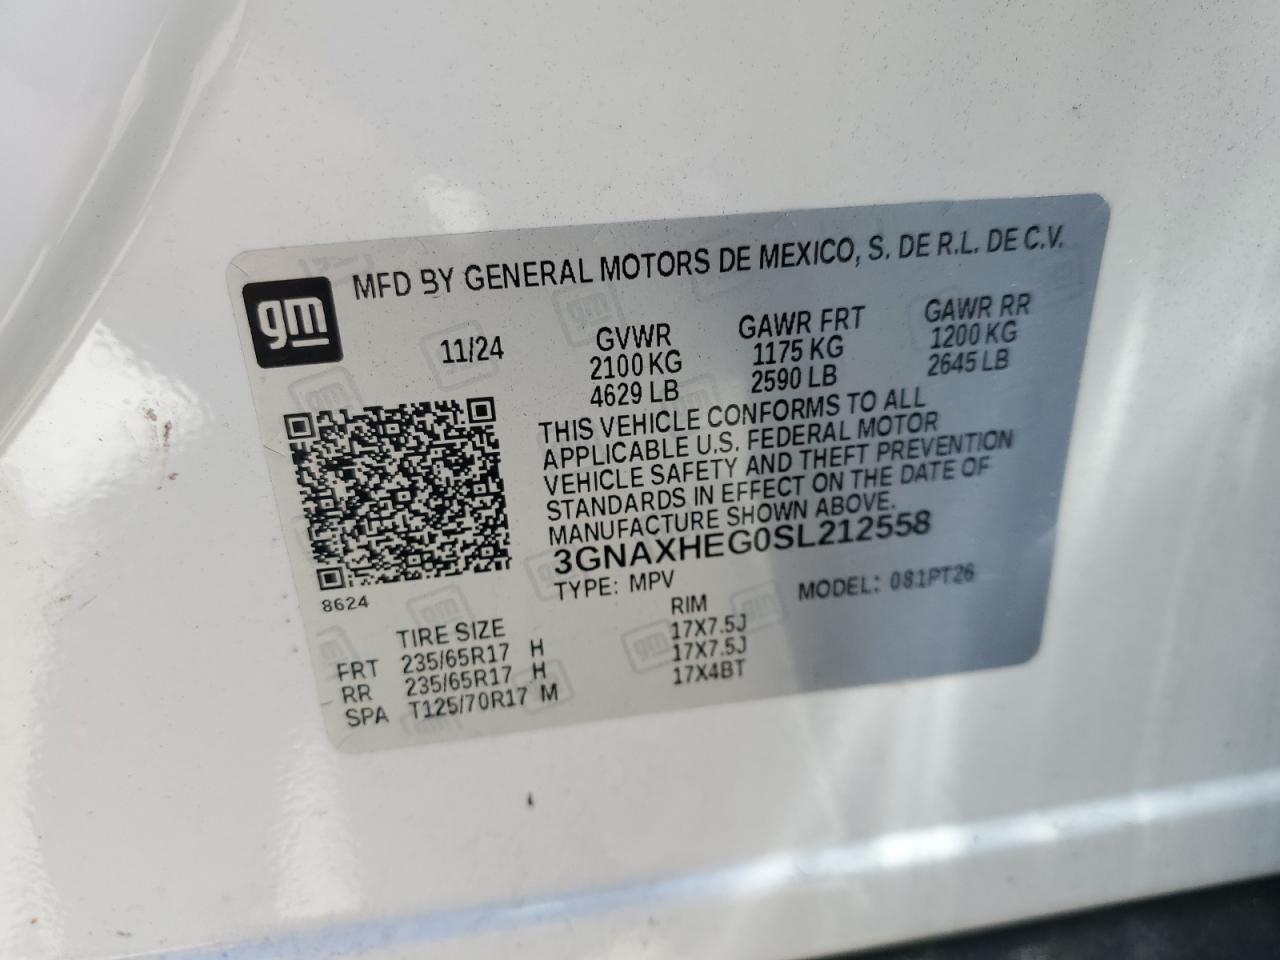 gm
MFD BY GENERAL MOTORS DE MEXICO, S. DE R.L. DE C.V.
11/24 GVWR GAWR FRT GAWR RR
2100 KG 1175 KG 1200 KG
4629 LB 2590 LB 2645 LB
THIS VEHICLE CONFORMS TO ALL
APPLICABLE U.S. FEDERAL MOTOR
VEHICLE SAFETY AND THEFT PREVENTION
STANDARDS IN EFFECT ON THE DATE OF
MANUFACTURE SHOWN ABOVE.
3GNAXHEG0SL212558
TYPE: MPV MODEL: 081PT26
8624
TIRE SIZE RIM
FRT 235/65R17 H 17X7.5J
RR 235/65R17 H 17X7.5J
SPA T125/70R17 M 17X4BT